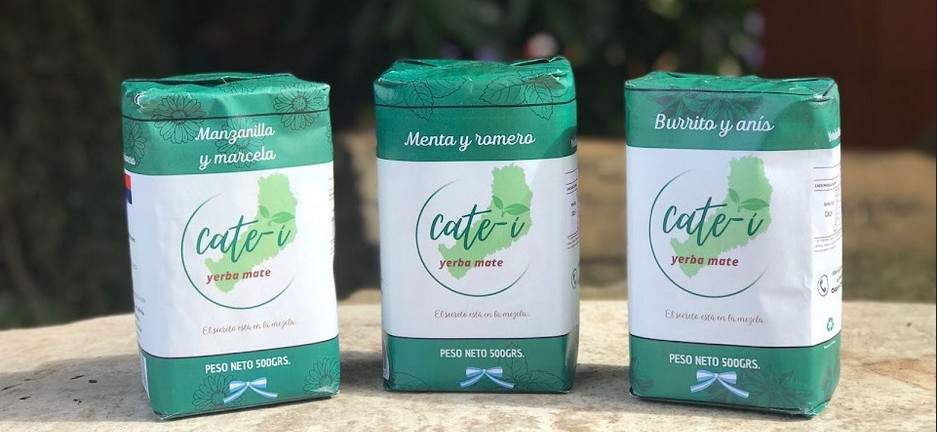 Manzanilla
y marcela
cate-i
yerba mate
El secreto está en la mezcla...
PESO NETO 500GRS.
Menta y romero
cate-i
yerba mate
El secreto está en la mezcla...
PESO NETO 500GRS.
Burrito y anís
cate-i
yerba mate
El secreto está en la mezcla...
PESO NETO 500GRS.